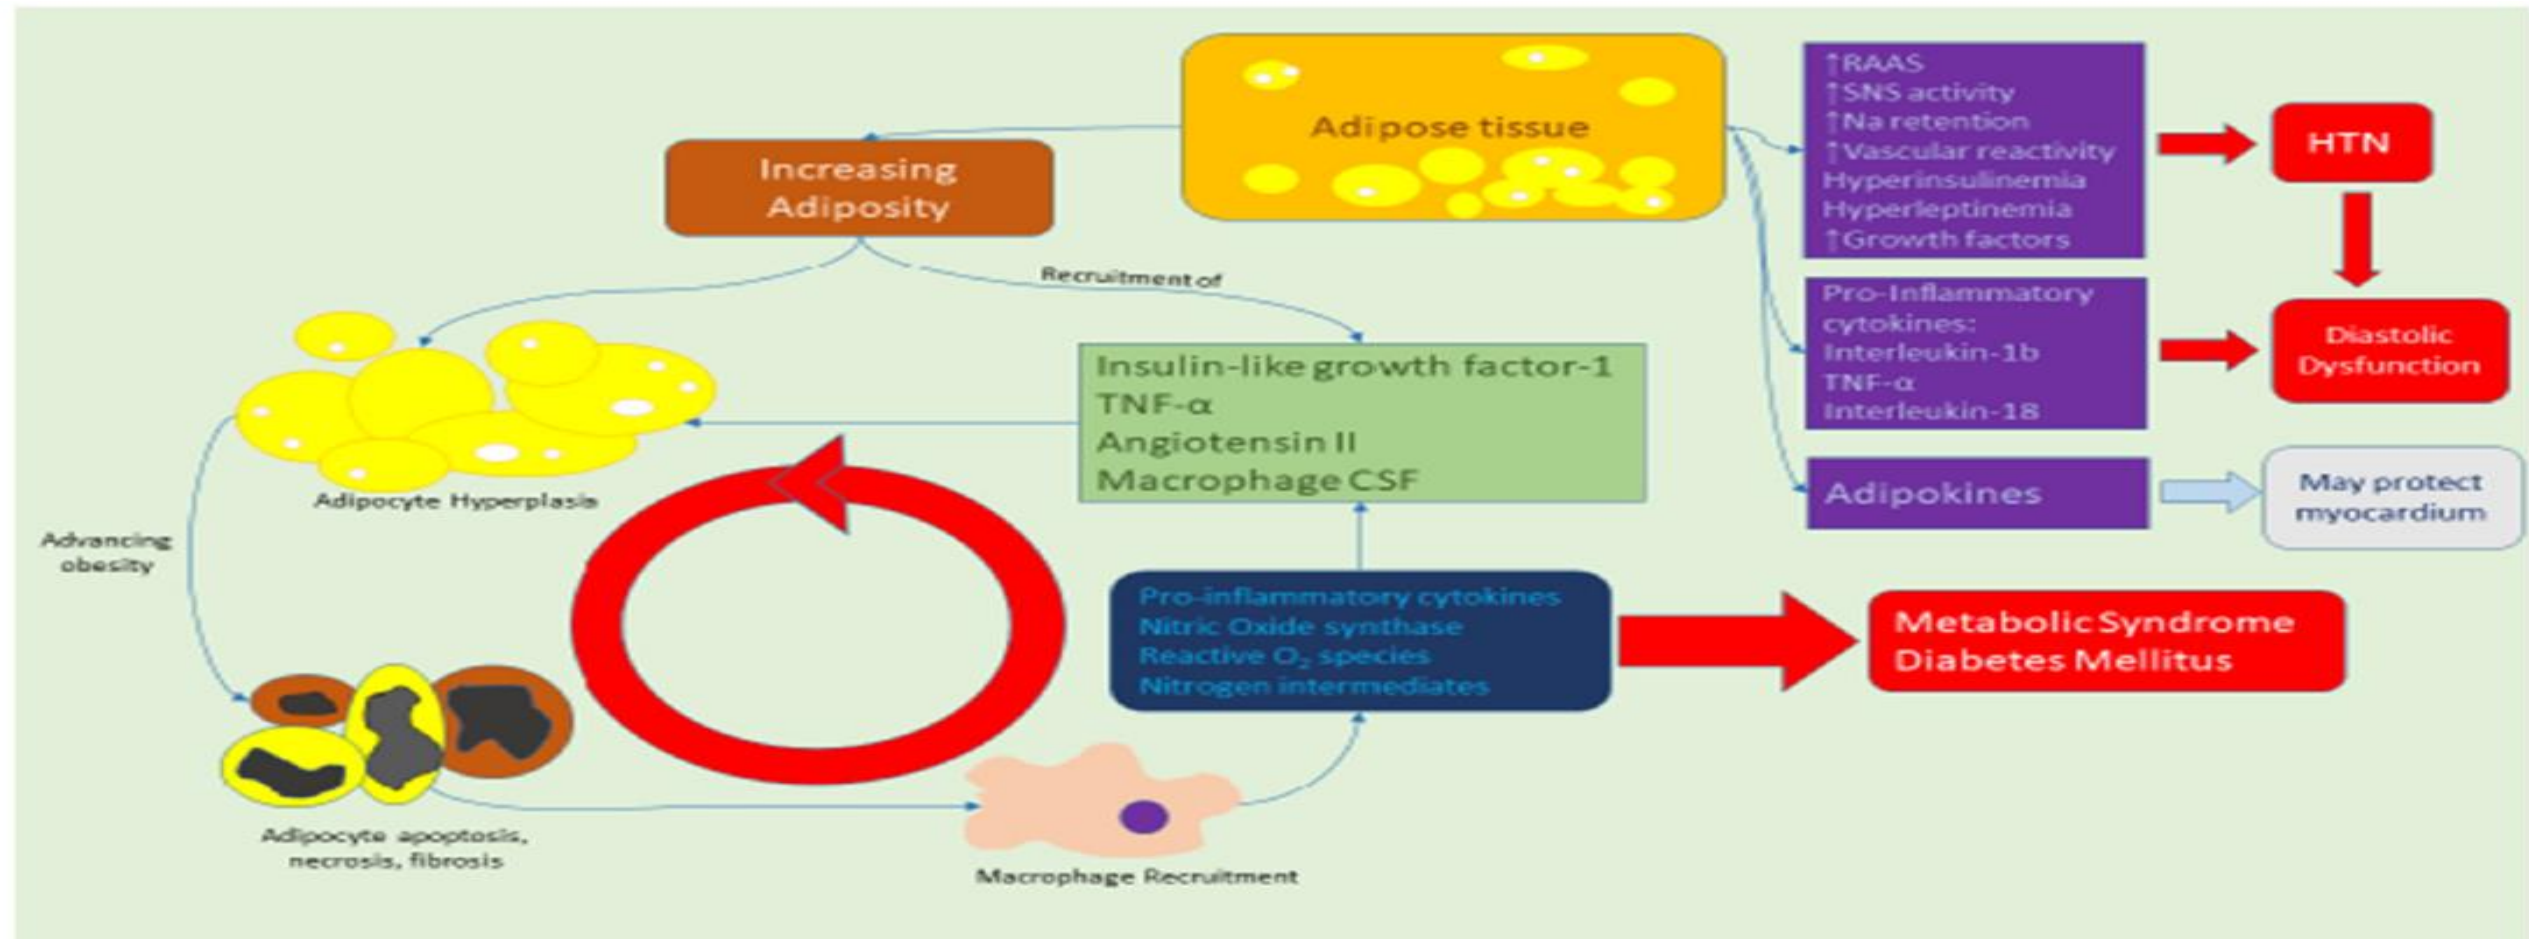 Adipose tissue
Increasing
Adiposity
Recruitment of
↑RAAS
↑SNS activity
↑Na retention
↑Vascular reactivity
Hyperinsulinemia
Hyperleptinemia
↑Growth factors
HTN
Pro-Inflammatory
cytokines:
Interleukin-1b
TNF-α
Interleukin-18
Diastolic
Dysfunction
Adipokines
May protect
myocardium
Insulin-like growth factor-1
TNF-α
Angiotensin II
Macrophage CSF
Adipocyte Hyperplasia
Advancing
obesity
Pro-inflammatory cytokines
Nitric Oxide synthase
Reactive O₂ species
Nitrogen intermediates
Metabolic Syndrome
Diabetes Mellitus
Adipocyte apoptosis,
necrosis, fibrosis
Macrophage Recruitment